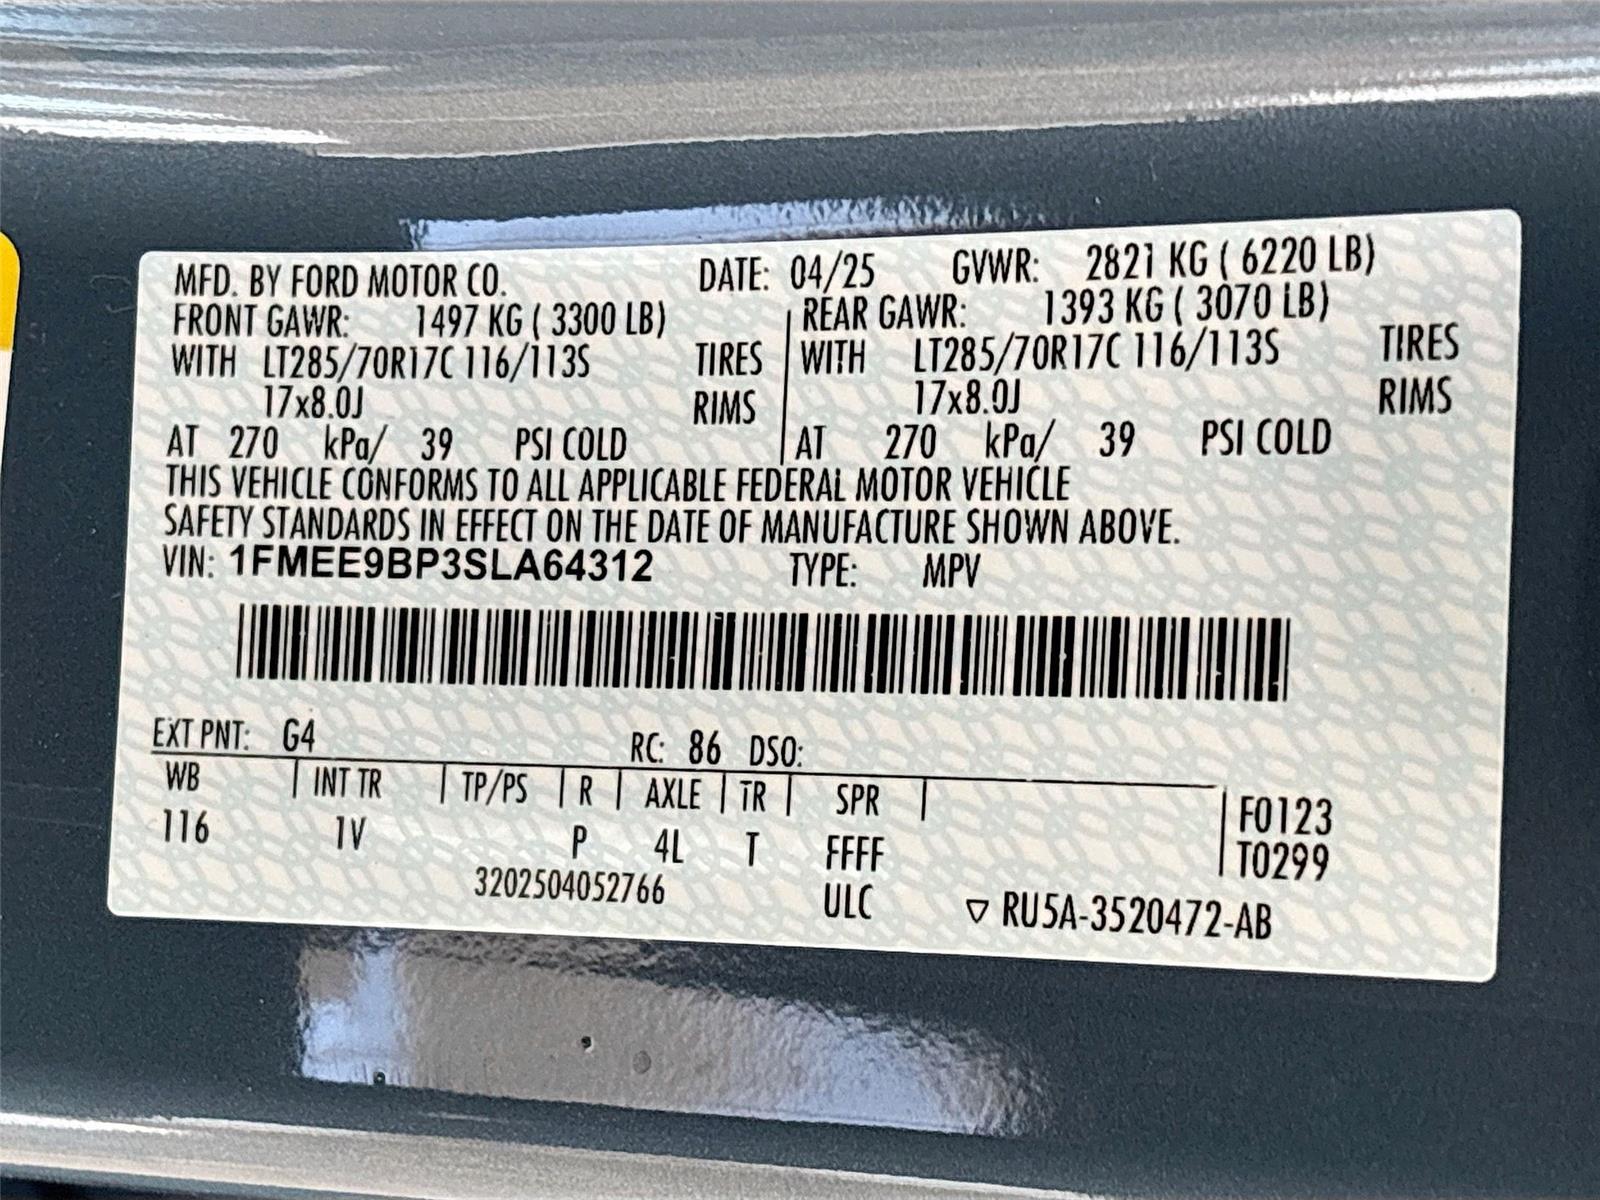 MFD. BY FORD MOTOR CO. DATE: 04/25 GVWR: 2821 KG ( 6220 LB)
FRONT GAWR: 1497 KG ( 3300 LB) REAR GAWR: 1393 KG ( 3070 LB)
WITH LT285/70R17C 116/113S TIRES WITH LT285/70R17C 116/113S TIRES
17x8.0J RIMS 17x8.0J RIMS
AT 270 kPa/ 39 PSI COLD AT 270 kPa/ 39 PSI COLD
THIS VEHICLE CONFORMS TO ALL APPLICABLE FEDERAL MOTOR VEHICLE
SAFETY STANDARDS IN EFFECT ON THE DATE OF MANUFACTURE SHOWN ABOVE.
VIN: 1FMEE9BP3SLA64312 TYPE: MPV
EXT PNT: G4 RC: 86 DSO:
WB INT TR TP/PS R AXLE TR SPR F0123
116 1V P 4L T FFFF T0299
3202504052766 ULC ▽ RU5A-3520472-AB